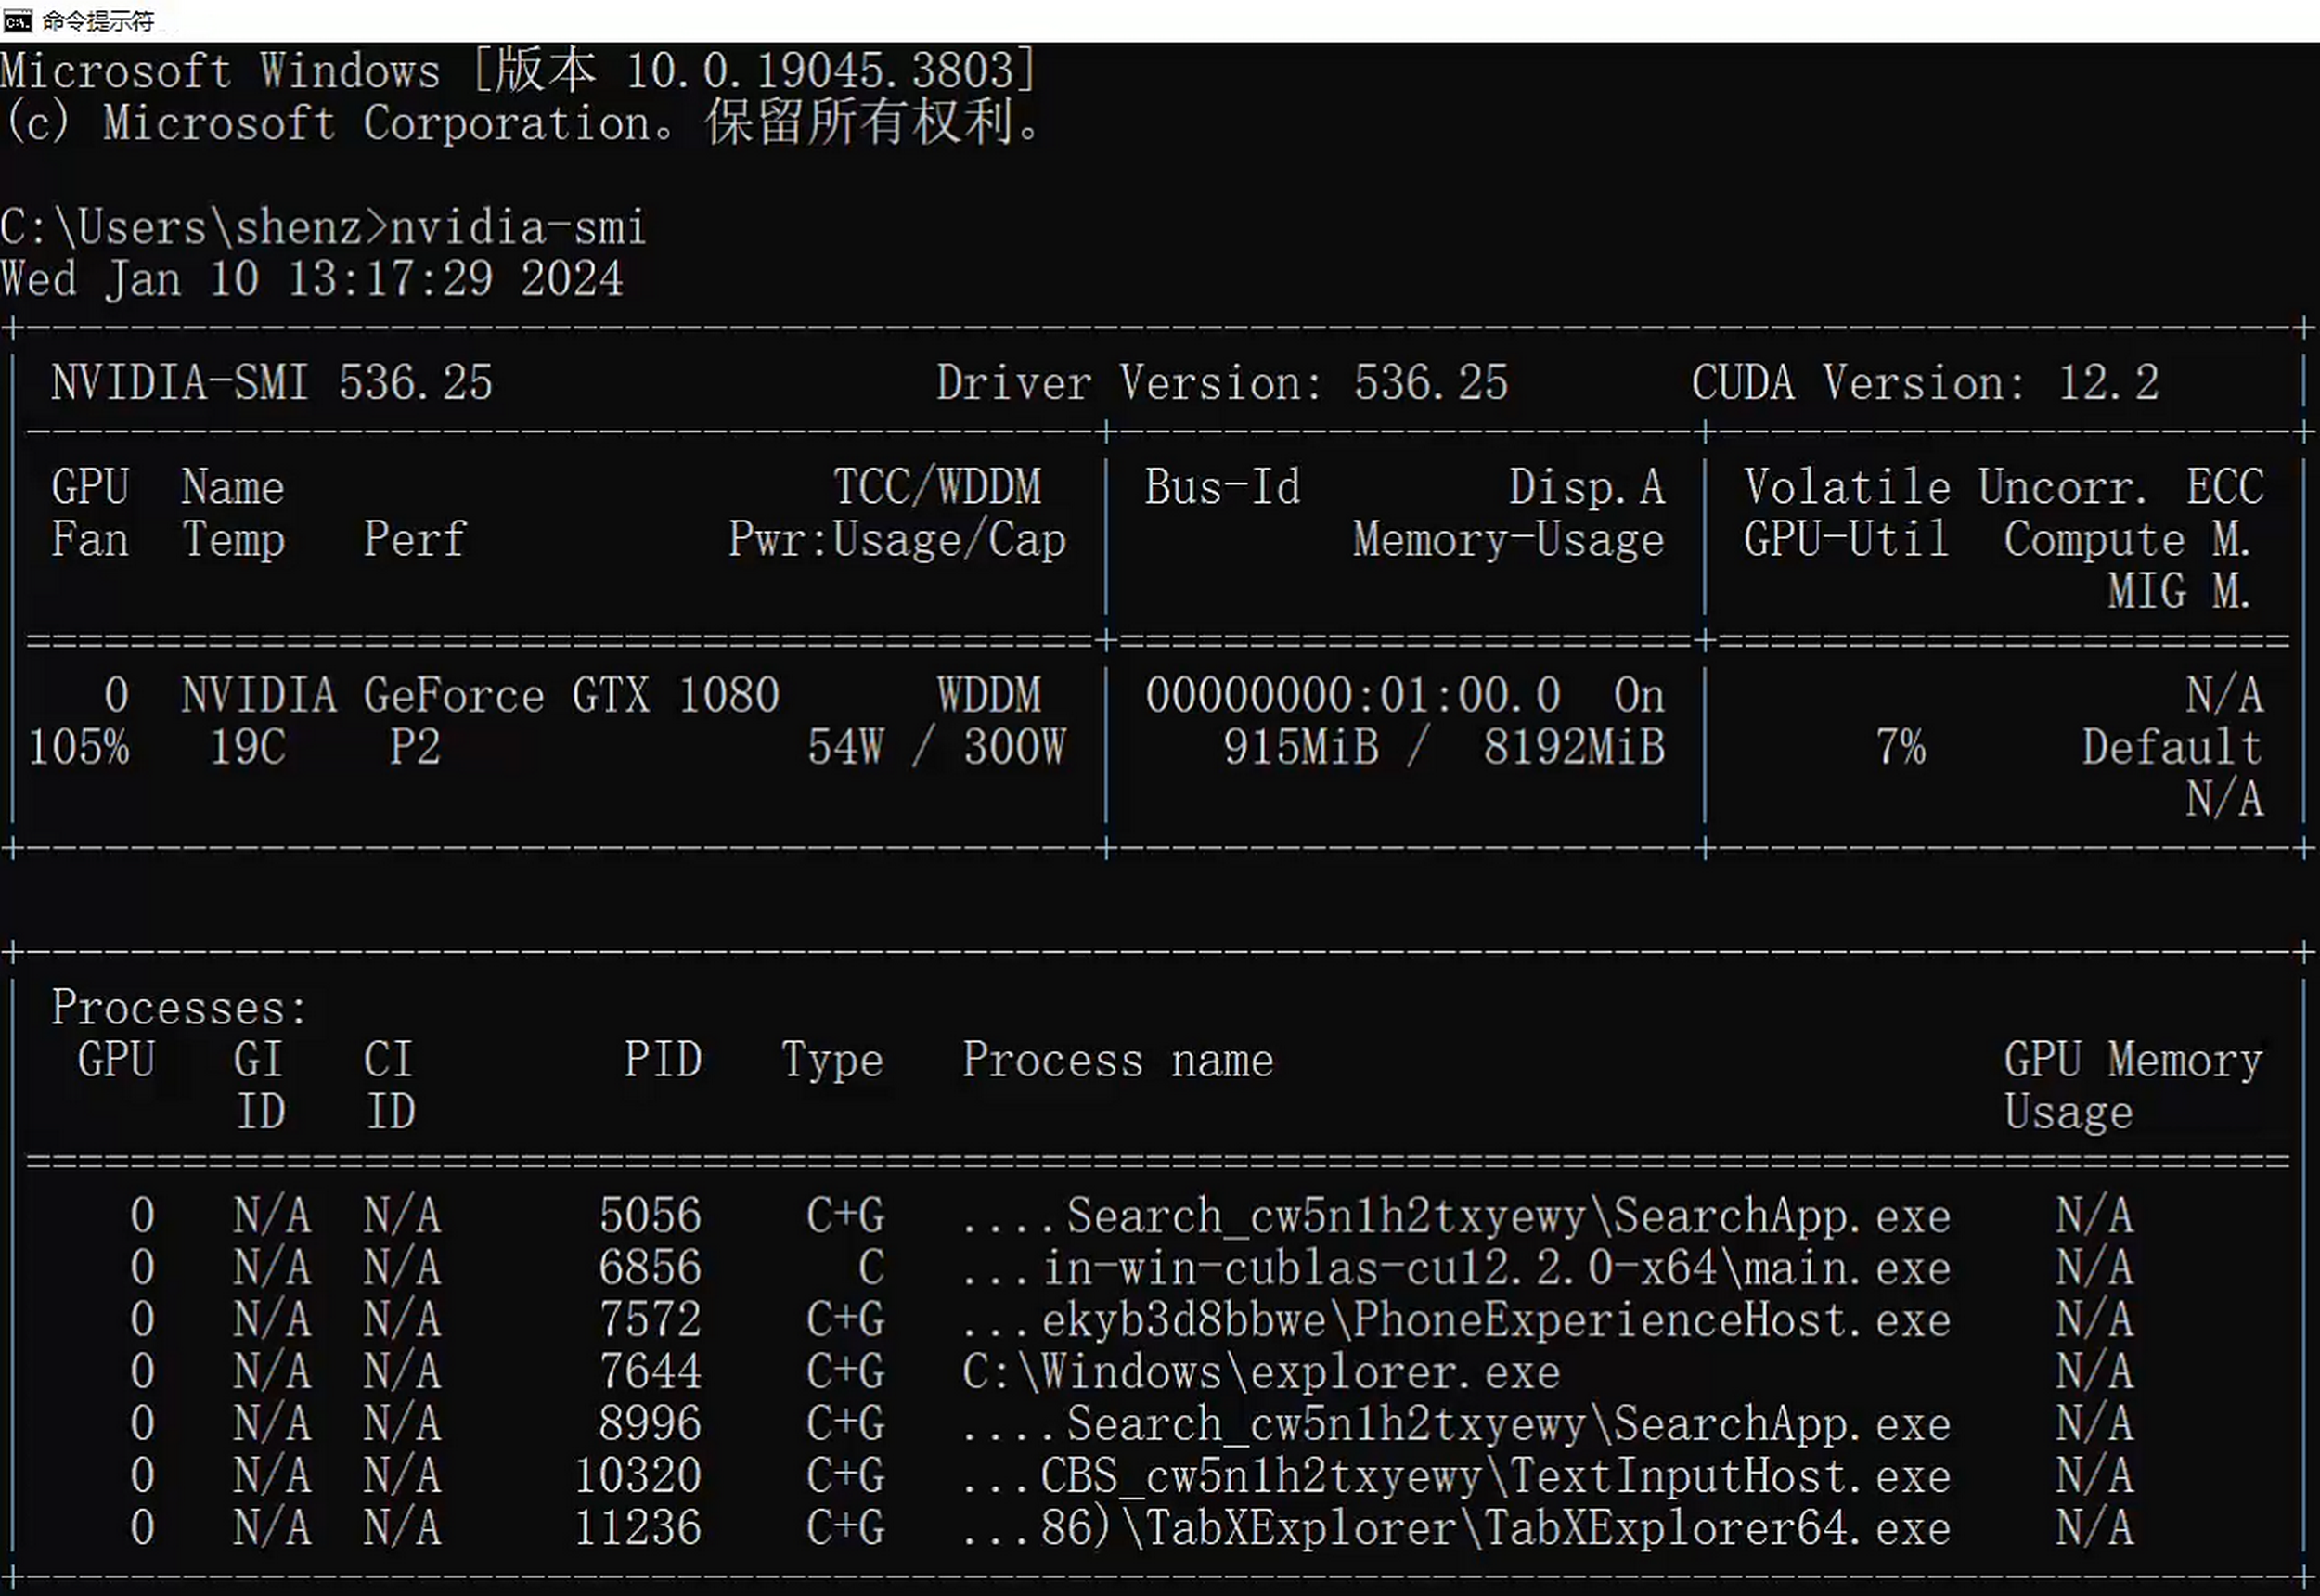 命令提示符
Microsoft Windows [版本 10.0.19045.3803]
(c) Microsoft Corporation。保留所有权利。
C:\Users\shenz>nvidia-smi
Wed Jan 10 13:17:29 2024
NVIDIA-SMI 536.25 Driver Version: 536.25 CUDA Version: 12.2
GPU Name TCC/WDDM Bus-Id Disp.A Volatile Uncorr. ECC
Fan Temp Perf Pwr:Usage/Cap Memory-Usage GPU-Util Compute M.
MIG M.
0 NVIDIA GeForce GTX 1080 WDDM 00000000:01:00.0 On N/A
105% 19C P2 54W / 300W 915MiB / 8192MiB 7% Default
N/A
Processes:
GPU GI CI PID Type Process name GPU Memory
ID ID Usage
0 N/A N/A 5056 C+G ....Search_cw5n1h2txyewy\SearchApp.exe N/A
0 N/A N/A 6856 C ...in-win-cublas-cu12.2.0-x64\main.exe N/A
0 N/A N/A 7572 C+G ...ekyb3d8bbwe\PhoneExperienceHost.exe N/A
0 N/A N/A 7644 C+G C:\Windows\explorer.exe N/A
0 N/A N/A 8996 C+G ....Search_cw5n1h2txyewy\SearchApp.exe N/A
0 N/A N/A 10320 C+G ...CBS_cw5n1h2txyewy\TextInputHost.exe N/A
0 N/A N/A 11236 C+G ...86)\TabXExplorer\TabXExplorer64.exe N/A